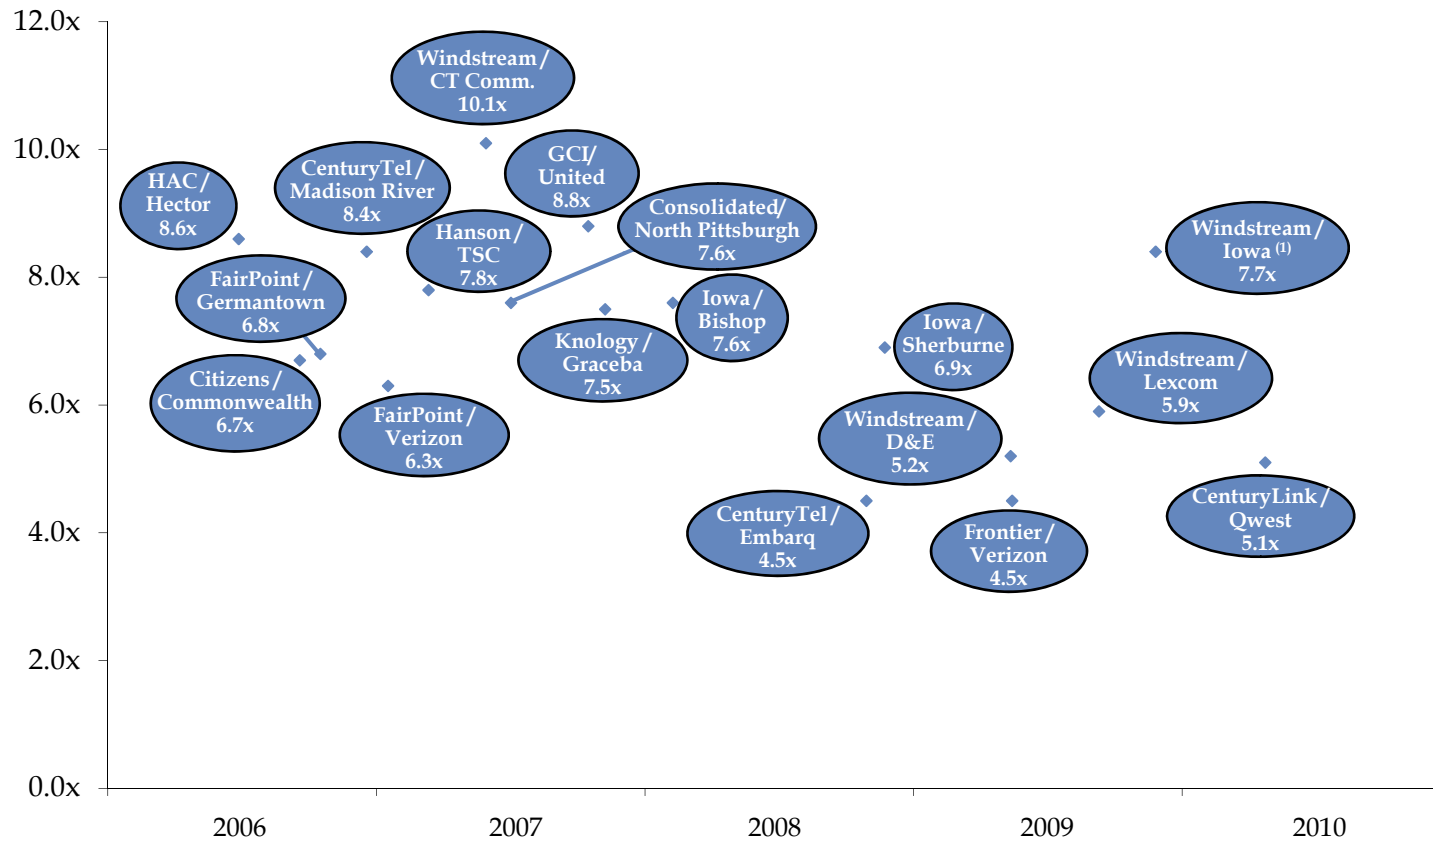 12.0x
10.0x
8.0x
6.0x
4.0x
2.0x
0.0x
Windstream /
CT Comm.
10.1x
HAC /
Hector
8.6x
CenturyTel /
Madison River
8.4x
GCI/
United
8.8x
Hanson /
TSC
7.8x
Consolidated/
North Pittsburgh
7.6x
FairPoint /
Germantown
6.8x
Iowa /
Bishop
7.6x
Knology /
Graceba
7.5x
Citizens /
Commonwealth
6.7x
FairPoint /
Verizon
6.3x
Windstream /
Iowa (1)
7.7x
Iowa /
Sherburne
6.9x
Windstream/
Lexcom
5.9x
Windstream /
D&E
5.2x
CenturyTel/
Embarq
4.5x
Frontier /
Verizon
4.5x
CenturyLink /
Qwest
5.1x
2006
2007
2008
2009
2010